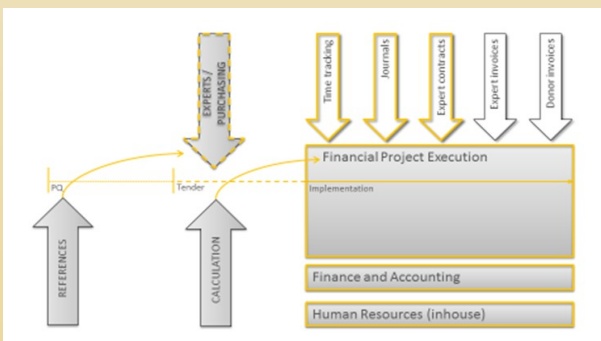 EXPERTS /
PURCHASING
Time tracking
Journals
Expert contracts
Expert invoices
Donor invoices
Financial Project Execution
PQ
Tender
Implementation
REFERENCES
CALCULATION
Finance and Accounting
Human Resources (inhouse)